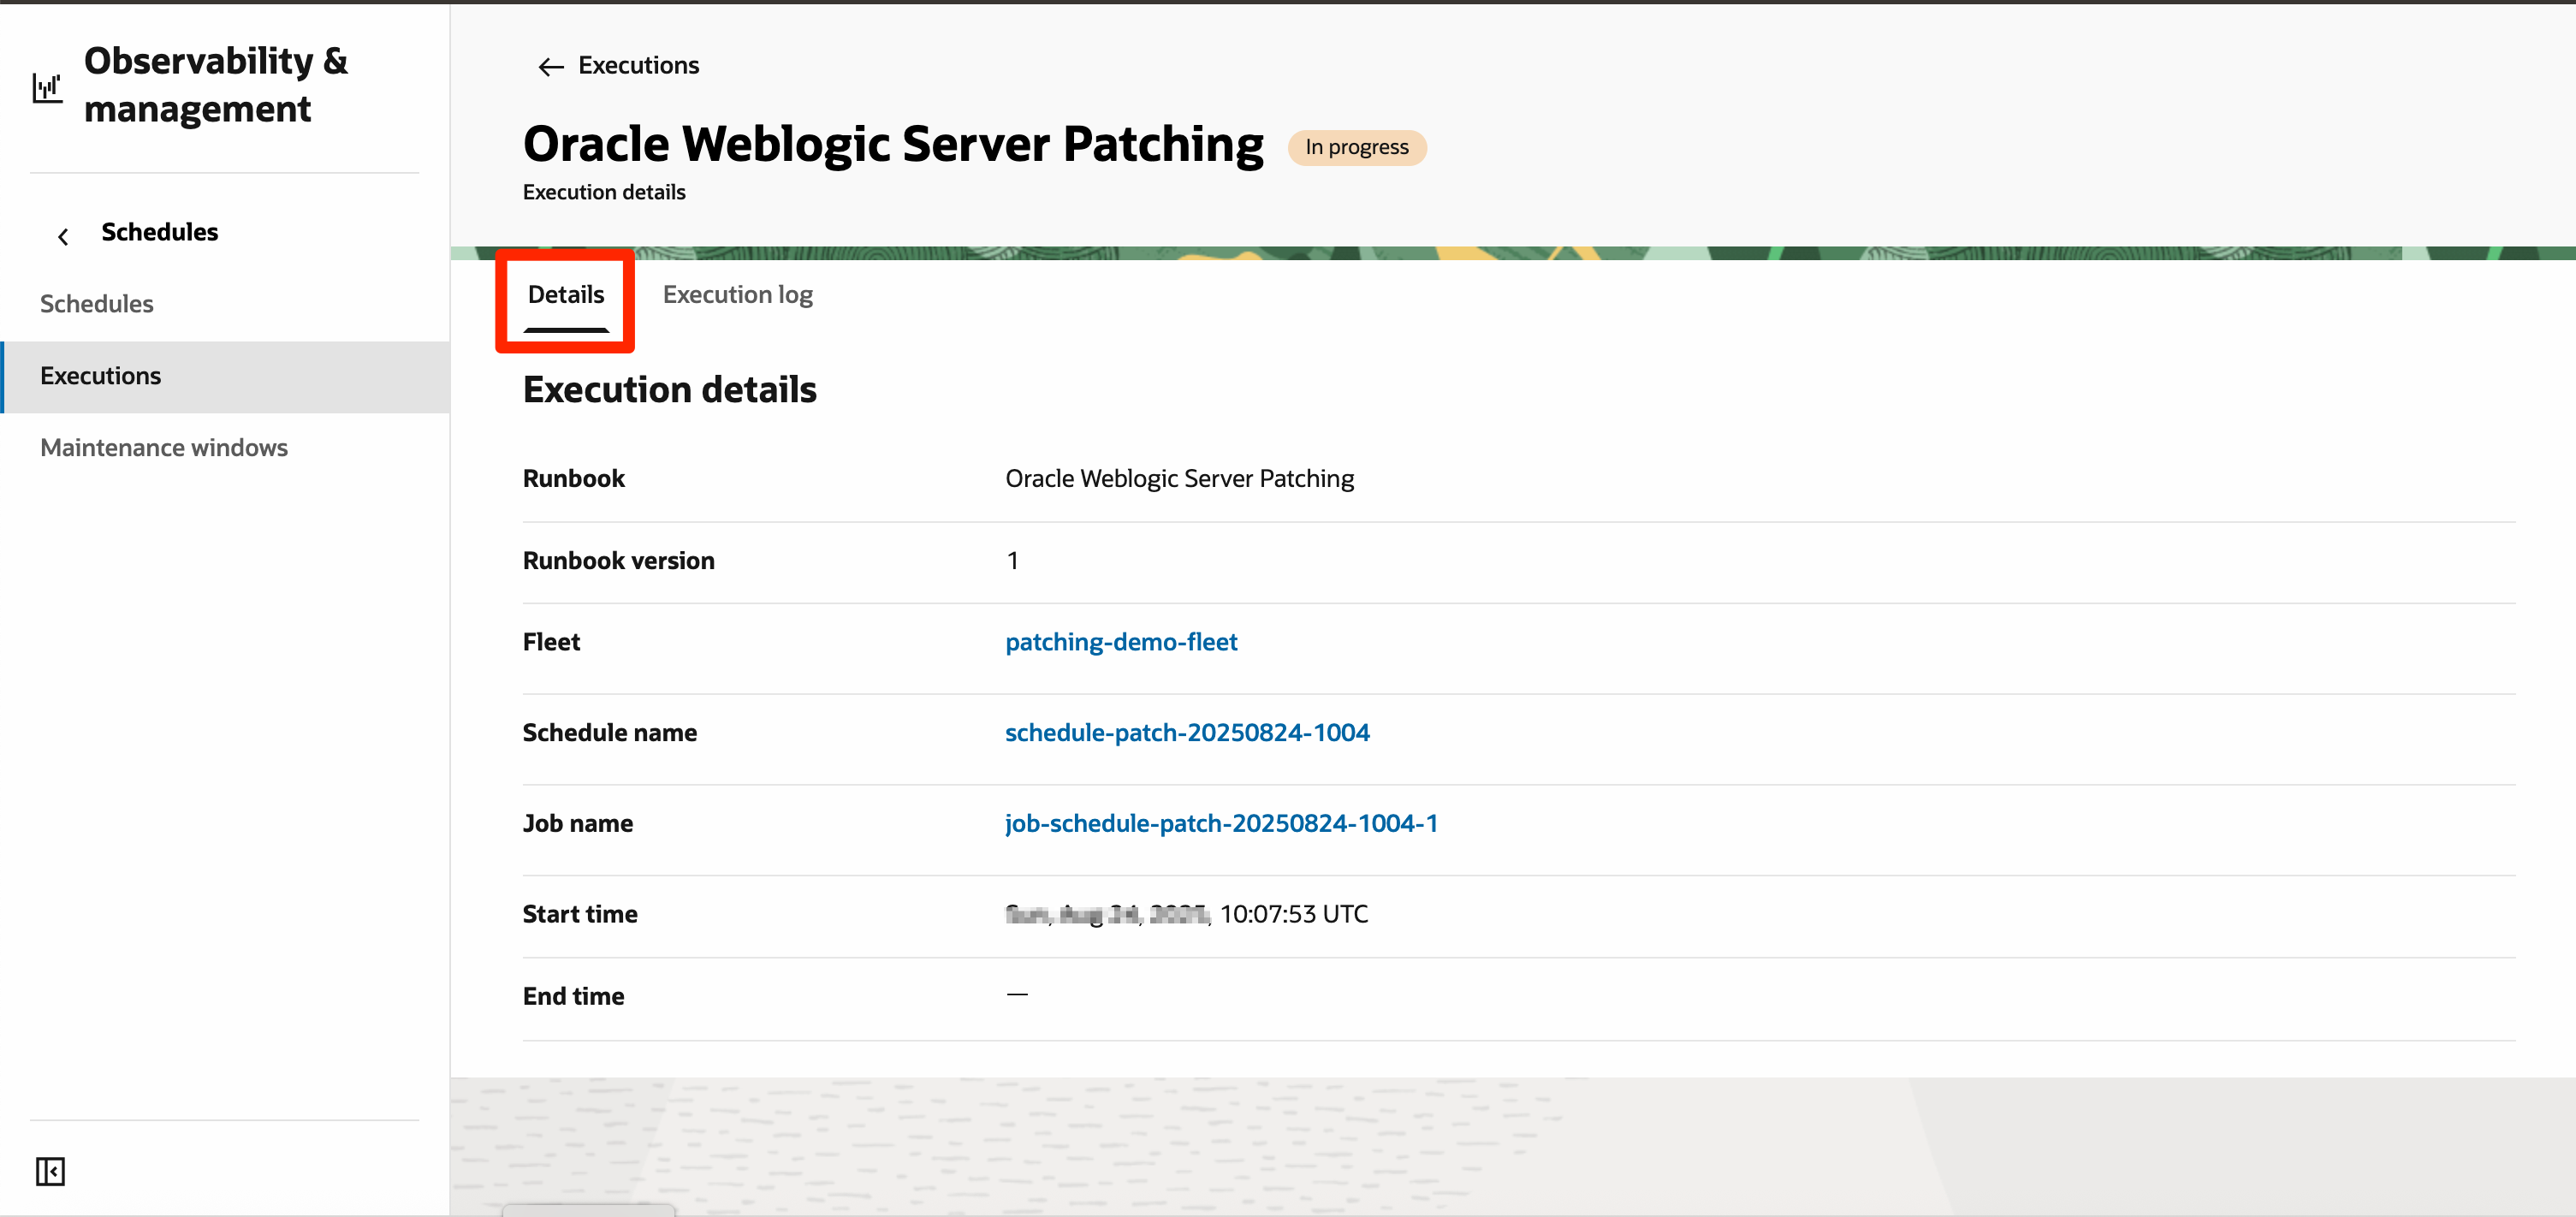 Observability &
management
Schedules
Schedules
Executions
Maintenance windows
Executions
Oracle Weblogic Server Patching
In progress
Execution details
Details
Execution log
Execution details
Runbook
Oracle Weblogic Server Patching
Runbook version
1
Fleet
patching-demo-fleet
Schedule name
schedule-patch-20250824-1004
Job name
job-schedule-patch-20250824-1004-1
Start time
10:07:53 UTC
End time
—